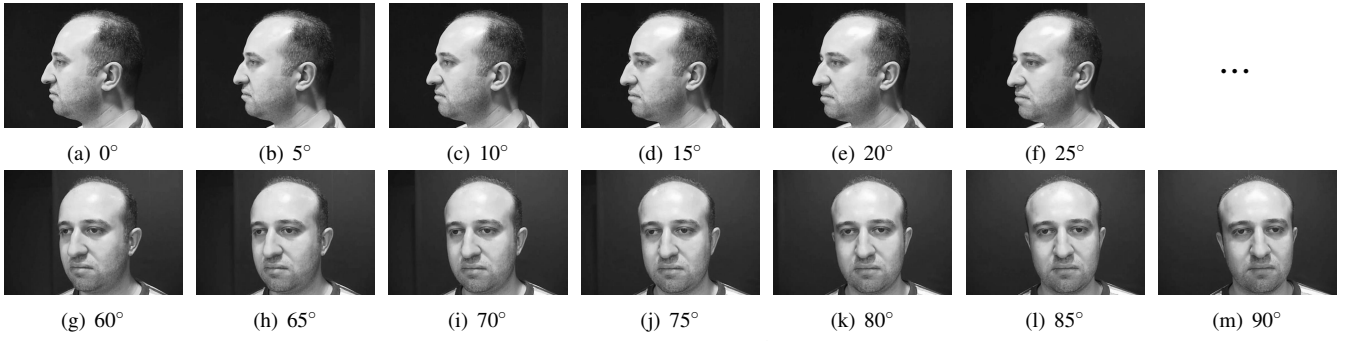 ...
(a) 0° (b) 5° (c) 10° (d) 15° (e) 20° (f) 25°
(g) 60° (h) 65° (i) 70° (j) 75° (k) 80° (l) 85° (m) 90°